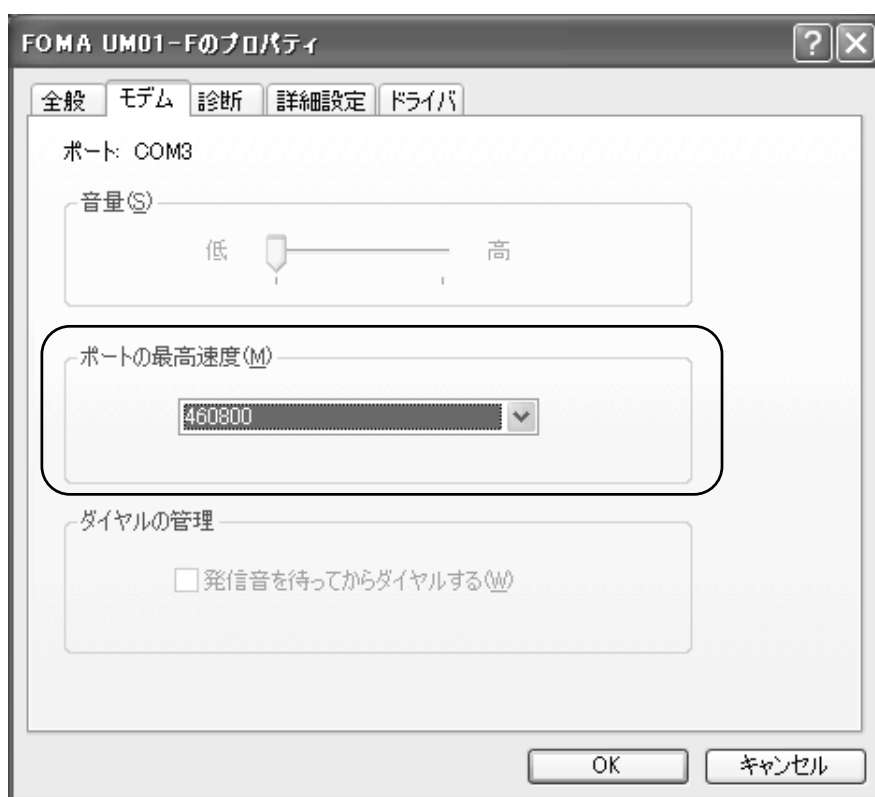 FOMA UM01-Fのプロパティ
全般 モデム 診断 詳細設定 ドライバ
ポート: COM3
音量(S)
低 高
ポートの最高速度(M)
460800
ダイヤルの管理
発信音を待ってからダイヤルする(W)
OK キャンセル